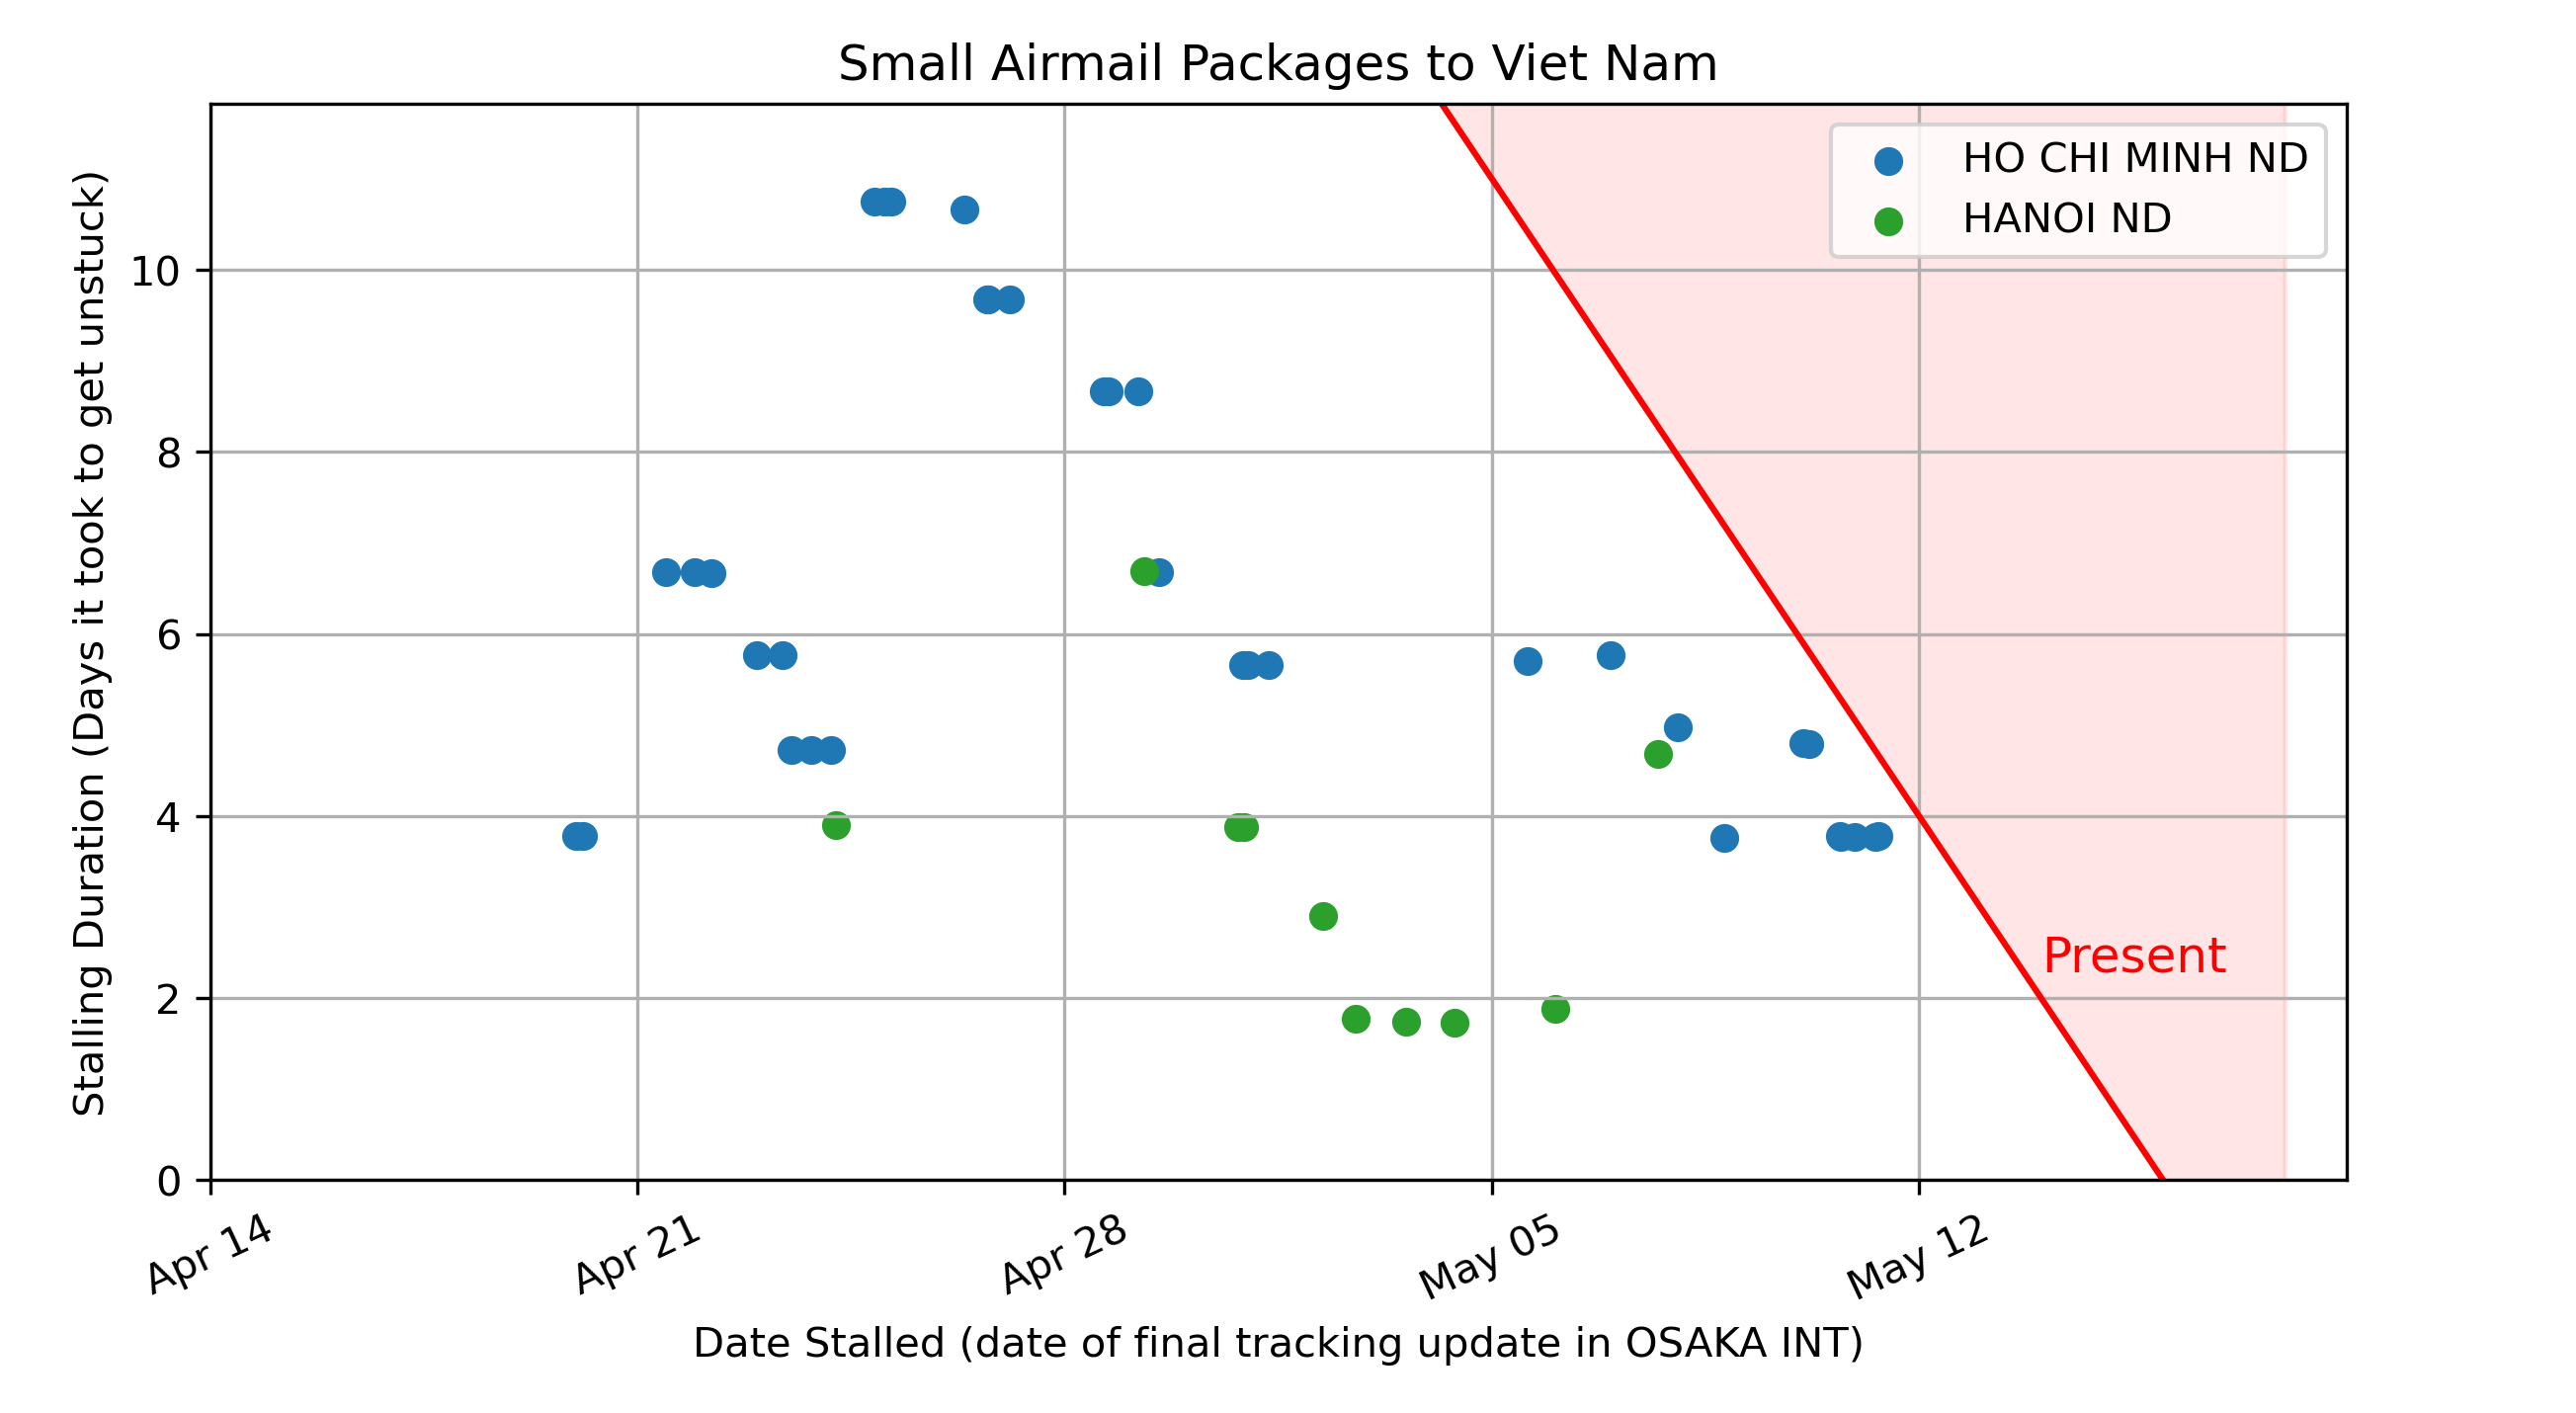 Small Airmail Packages to Viet Nam
HO CHI MINH ND
HANOI ND
Stalling Duration (Days it took to get unstuck)
10
8
6
4
2
0
Present
Apr 14
Apr 21
Apr 28
May 05
May 12
Date Stalled (date of final tracking update in OSAKA INT)